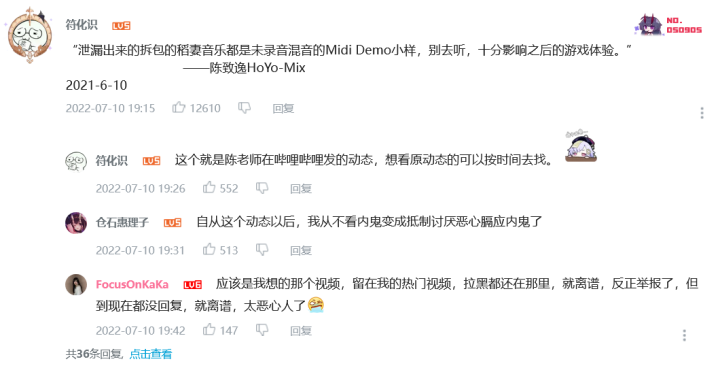 符化识 LV5
NO.
050905
“泄漏出来的拆包的稻妻音乐都是未录音混音的Midi Demo小样，别去听，十分影响之后的游戏体验。”
——陈致逸HoYo-Mix
2021-6-10
2022-07-10 19:15 12610 回复
符化识 LV5 这个就是陈老师在哔哩哔哩发的动态，想看原动态的可以按时间去找。
2022-07-10 19:26 552 回复
仓石惠理子 LV5 自从这个动态以后，我从不看内鬼变成抵制讨厌恶心膈应内鬼了
2022-07-10 19:31 513 回复
FocusOnKaKa LV6 应该是我想的那个视频，留在我的热门视频，拉黑都还在那里，就离谱，反正举报了，但
到现在都没回复，就离谱，太恶心人了
2022-07-10 19:42 147 回复
共36条回复，点击查看